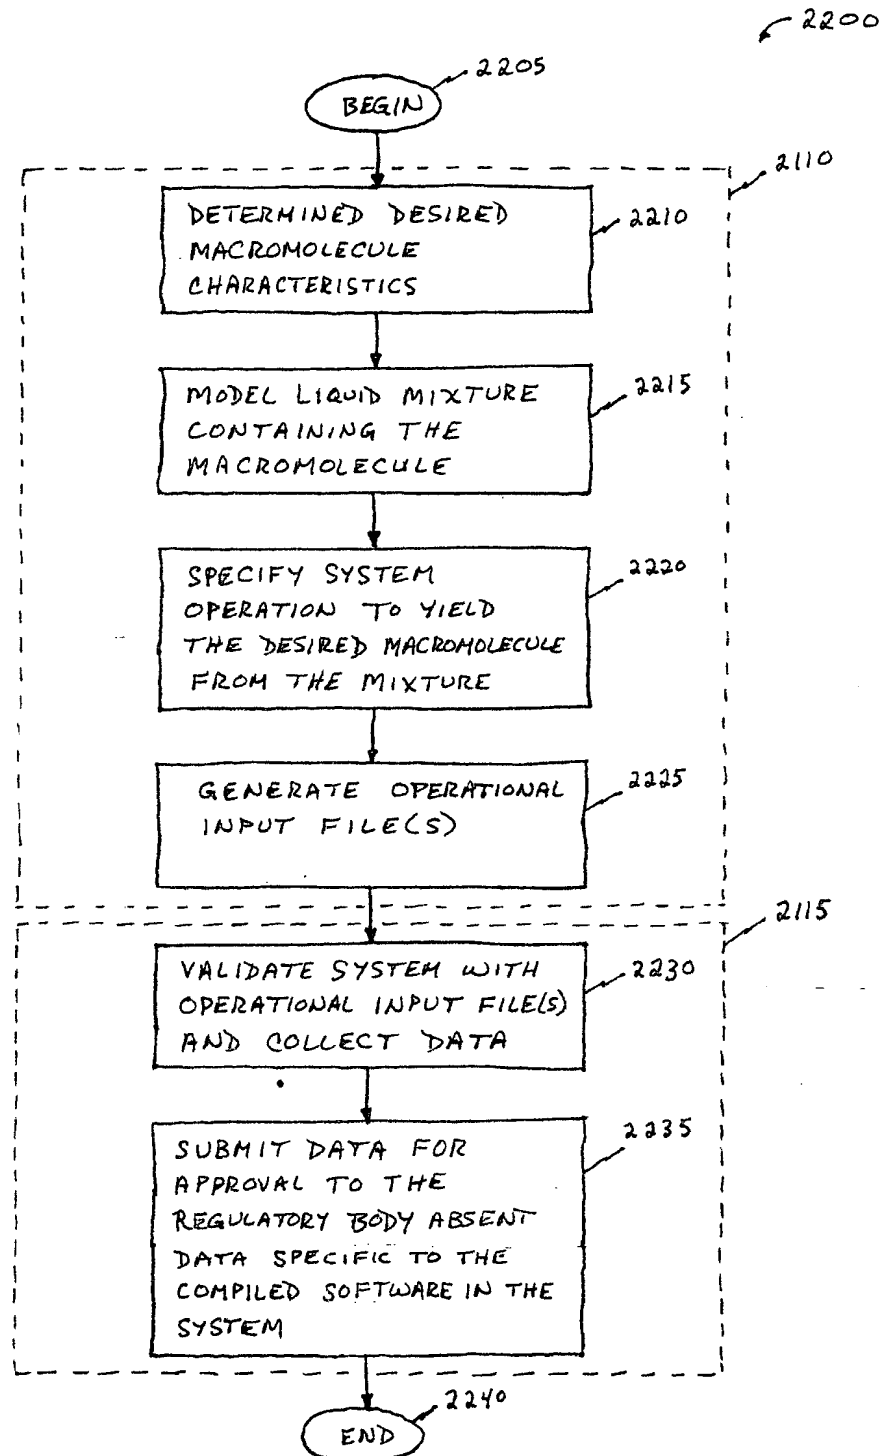 2200
2205
BEGIN
2110
DETERMINED DESIRED
MACROMOLECULE
CHARACTERISTICS
2210
MODEL LIQUID MIXTURE
CONTAINING THE
MACROMOLECULE
2215
SPECIFY SYSTEM
OPERATION TO YIELD
THE DESIRED MACROMOLECULE
FROM THE MIXTURE
2220
GENERATE OPERATIONAL
INPUT FILE(S)
2225
2115
VALIDATE SYSTEM WITH
OPERATIONAL INPUT FILE(S)
AND COLLECT DATA
2230
SUBMIT DATA FOR
APPROVAL TO THE
REGULATORY BODY ABSENT
DATA SPECIFIC TO THE
COMPILED SOFTWARE IN THE
SYSTEM
2235
2240
END